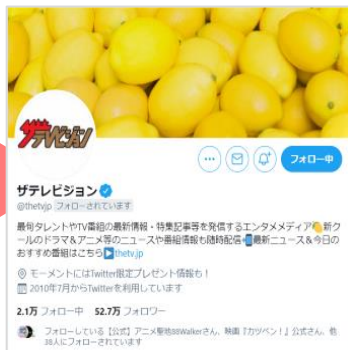 ザテレビジョン
フォロー中
ザテレビジョン
@thetvjp フォローされています
最旬タレントやTV番組の最新情報・特集記事等を発信するエンタメメディア👏新ク
ールのドラマ&アニメ等のニュースや番組情報も随時配信📲最新ニュース&今日の
おすすめ番組はこちら▶thetv.jp
モーメントにはTwitter限定プレゼント情報も!
2010年7月からTwitterを利用しています
2.1万 フォロー中 52.7万 フォロワー
フォローしている【公式】アニメ聖地88Walkerさん、映画『カツベン!』公式さん、他
38人にフォローされています